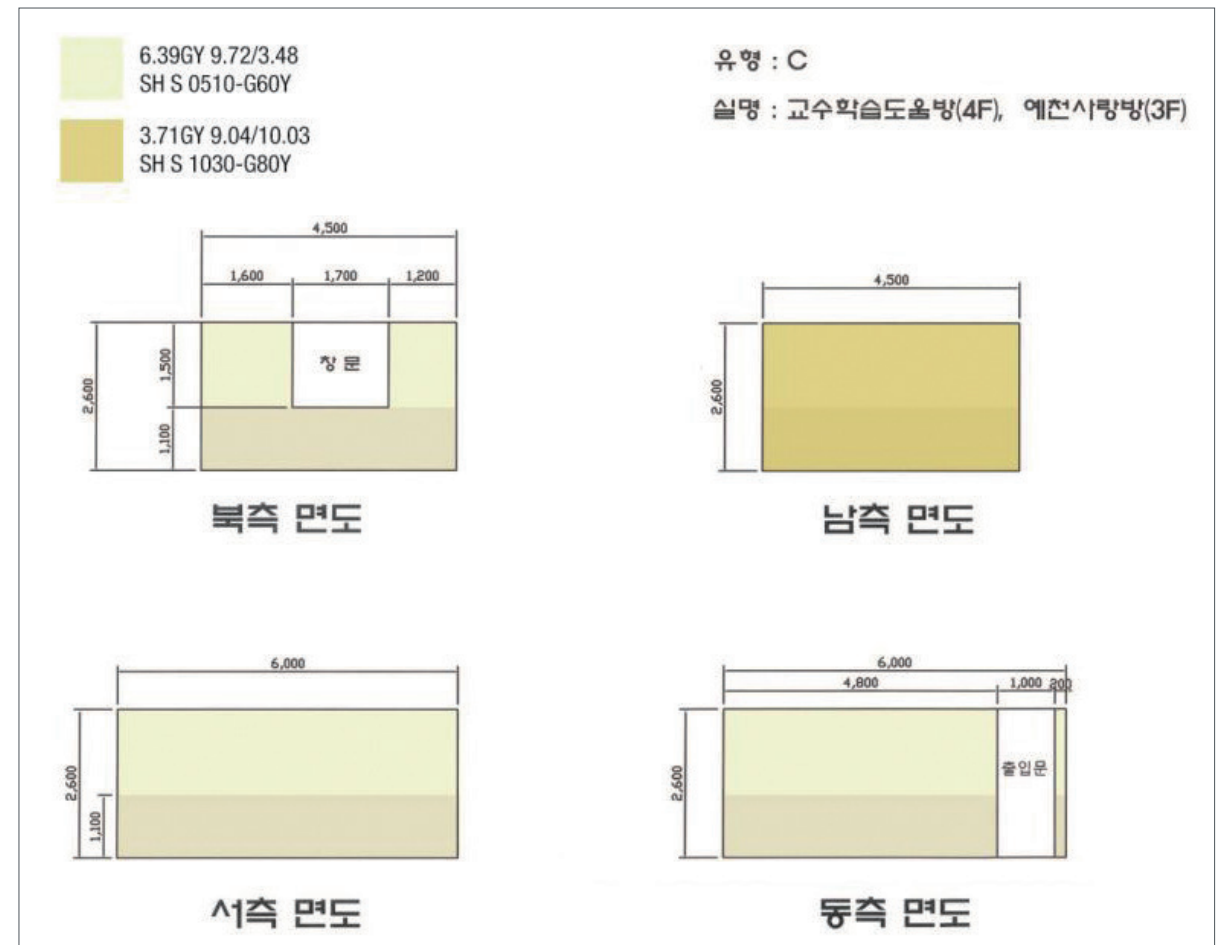 6.39GY 9.72/3.48
SH S 0510-G60Y
3.71GY 9.04/10.03
SH S 1030-G80Y
유형 : C
실명 : 교수학습도움방(4F), 예천사랑방(3F)
4,500
1,600 1,700 1,200
2,600
1,500
1,100
창 문
북측 면도
4,500
2,600
남측 면도
6,000
2,600
1,100
서측 면도
6,000
4,800 1,000 200
2,600
출입문
동측 면도